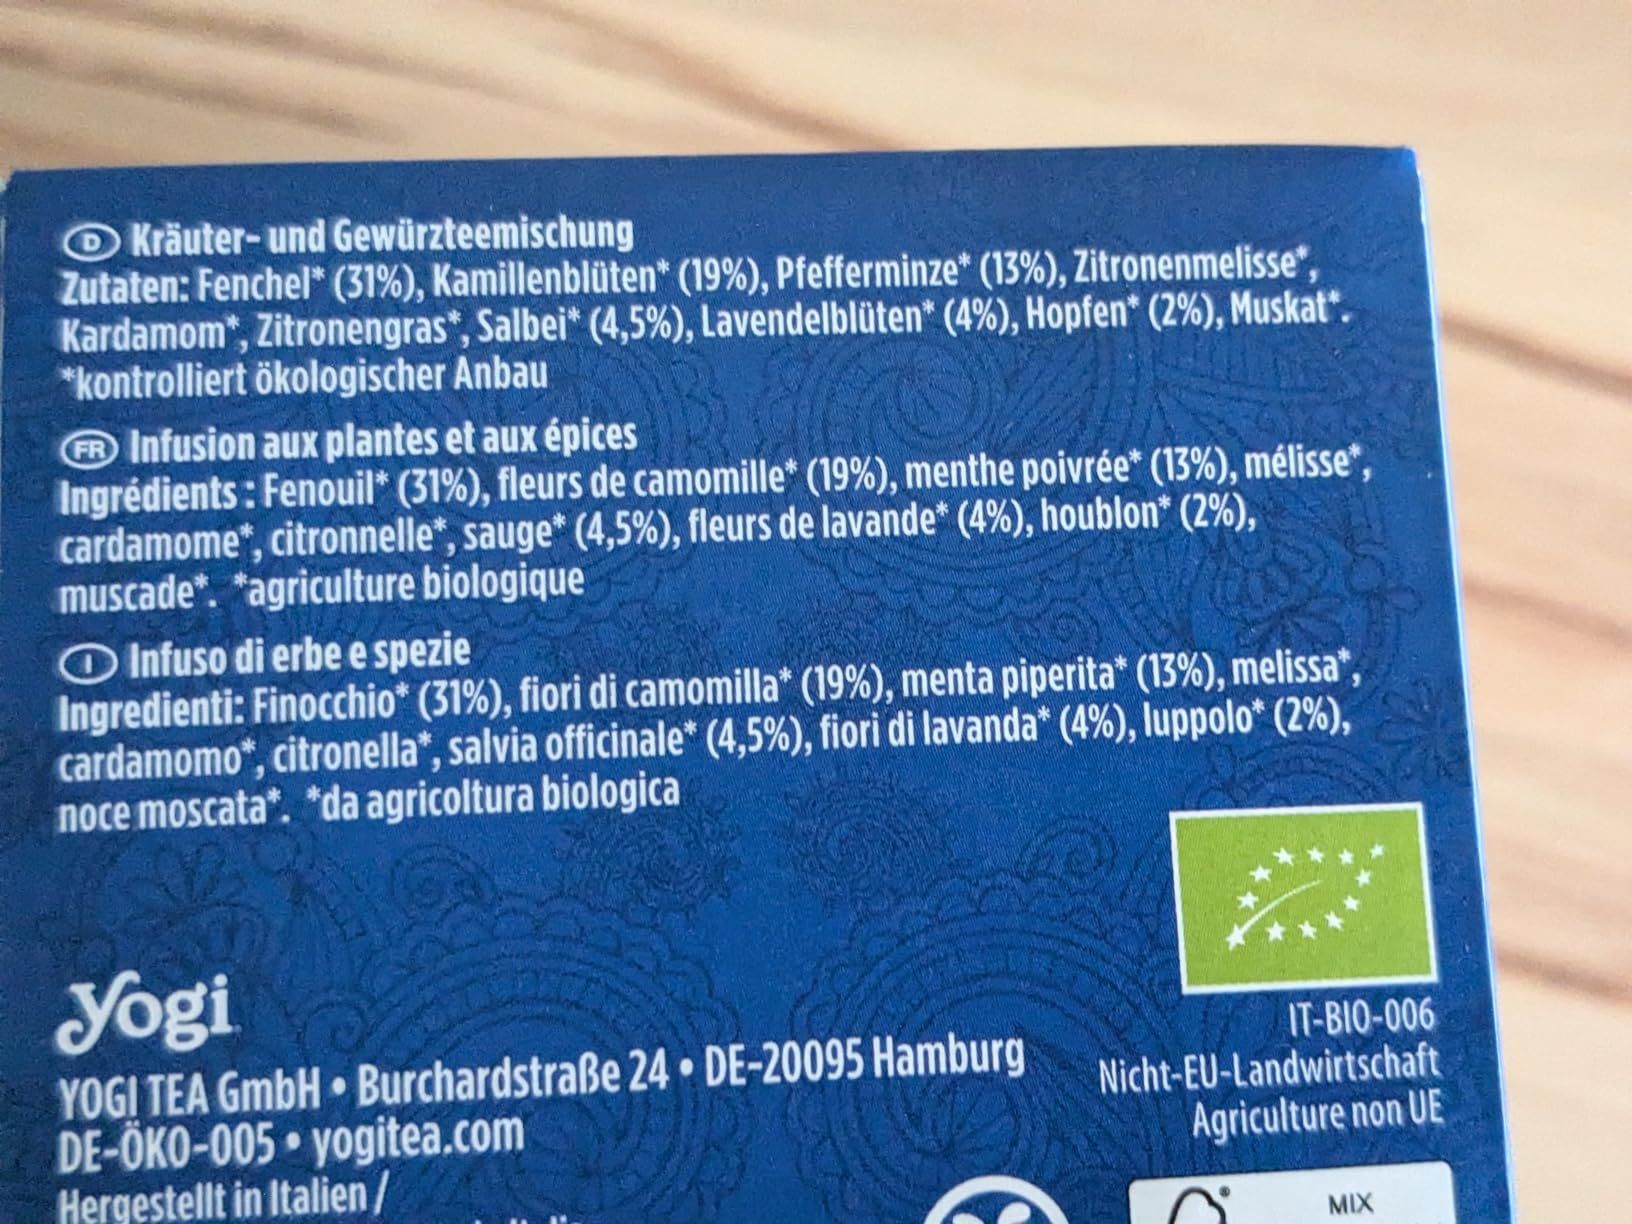 D Kräuter- und Gewürzteemischung
Zutaten: Fenchel* (31%), Kamillenblüten* (19%), Pfefferminze* (13%), Zitronenmelisse*,
Kardamom*, Zitronengras*, Salbei* (4,5%), Lavendelblüten* (4%), Hopfen* (2%), Muskat*.
*kontrolliert ökologischer Anbau
FR Infusion aux plantes et aux épices
Ingrédients : Fenouil* (31%), fleurs de camomille* (19%), menthe poivrée* (13%), mélisse*,
cardamome*, citronnelle*, sauge* (4,5%), fleurs de lavande* (4%), houblon* (2%),
muscade*. *agriculture biologique
I Infuso di erbe e spezie
Ingredienti: Finocchio* (31%), fiori di camomilla* (19%), menta piperita* (13%), melissa*,
cardamomo*, citronella*, salvia officinale* (4,5%), fiori di lavanda* (4%), luppolo* (2%),
noce moscata*. *da agricoltura biologica
yogi
YOGI TEA GmbH • Burchardstraße 24 • DE-20095 Hamburg
DE-ÖKO-005 • yogitea.com
Hergestellt in Italien /
IT-BIO-006
Nicht-EU-Landwirtschaft
Agriculture non UE
MIX